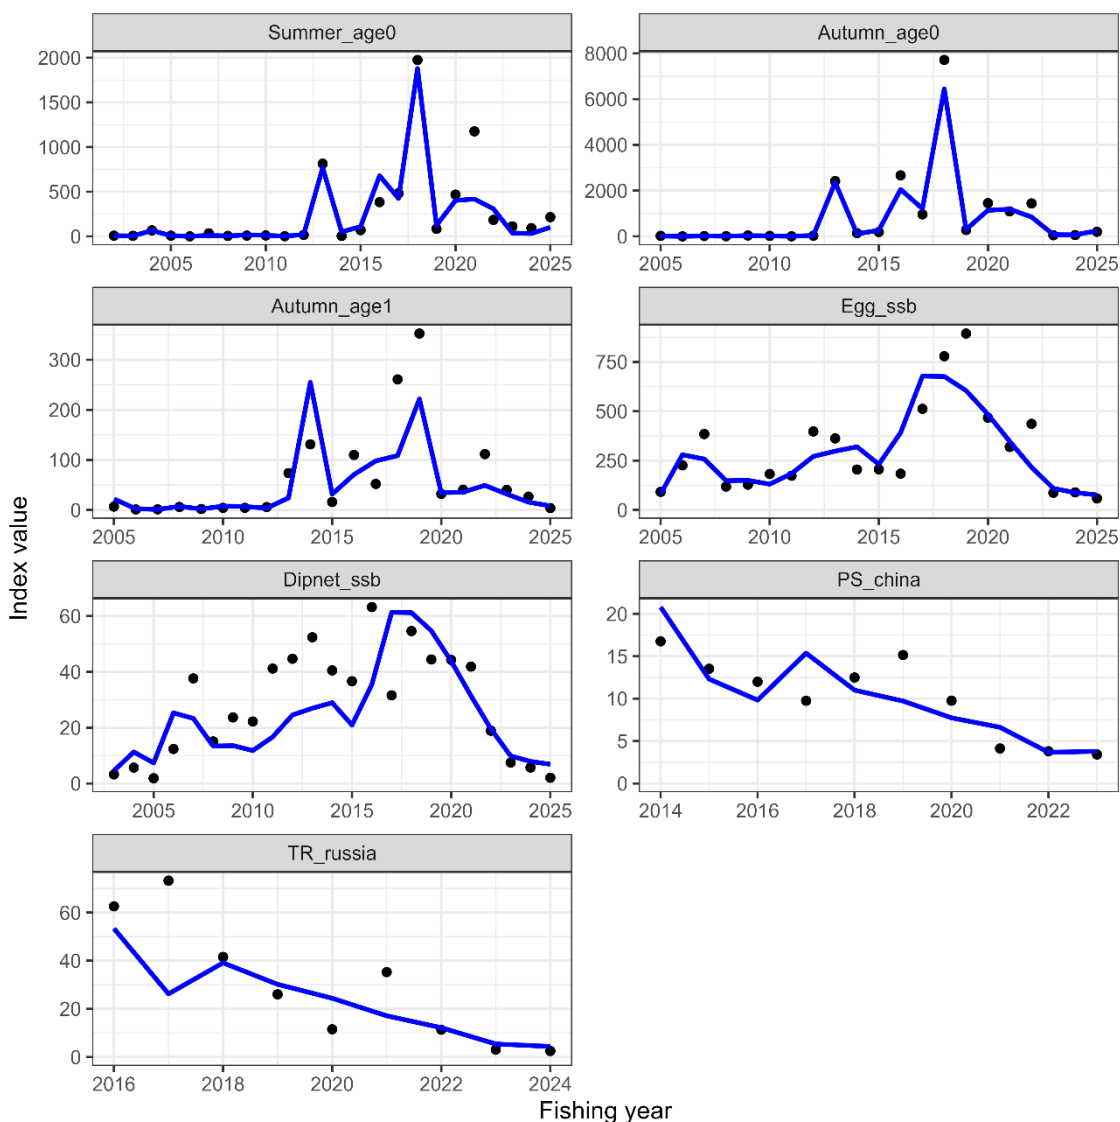 Summer_age0
Autumn_age0
2000
1500
1000
500
0
2005 2010 2015 2020 2025
8000
6000
4000
2000
0
2005 2010 2015 2020 2025
Autumn_age1
Egg_ssb
300
200
100
0
2005 2010 2015 2020 2025
750
500
250
0
2005 2010 2015 2020 2025
Index value
Dipnet_ssb
PS_china
60
40
20
0
2005 2010 2015 2020 2025
20
15
10
5
0
2014 2016 2018 2020 2022
TR_russia
60
40
20
0
2016 2018 2020 2022 2024
Fishing year